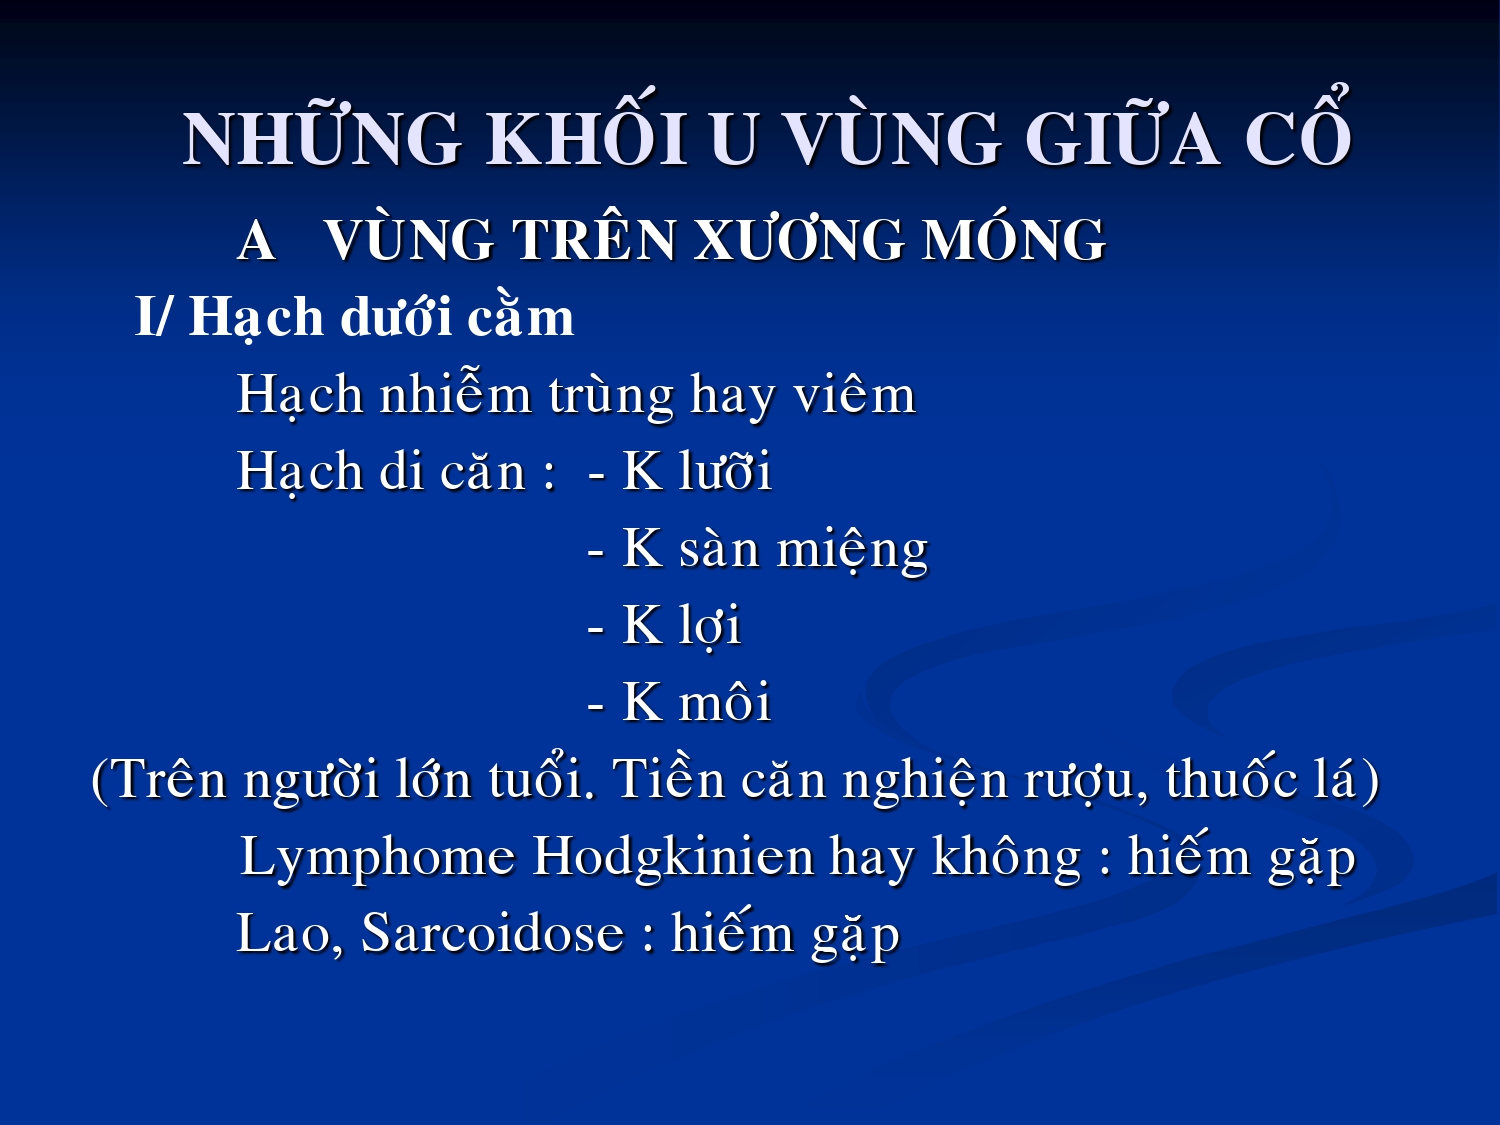 NHỮNG KHỐI U VÙNG GIỮA CỔ
A VÙNG TRÊN XƯƠNG MÓNG
I/ Hạch dưới cằm
Hạch nhiễm trùng hay viêm
Hạch di căn : - K lưỡi
- K sàn miệng
- K lợi
- K môi
(Trên người lớn tuổi. Tiền căn nghiện rượu, thuốc lá)
Lymphome Hodgkinien hay không : hiếm gặp
Lao, Sarcoidose : hiếm gặp